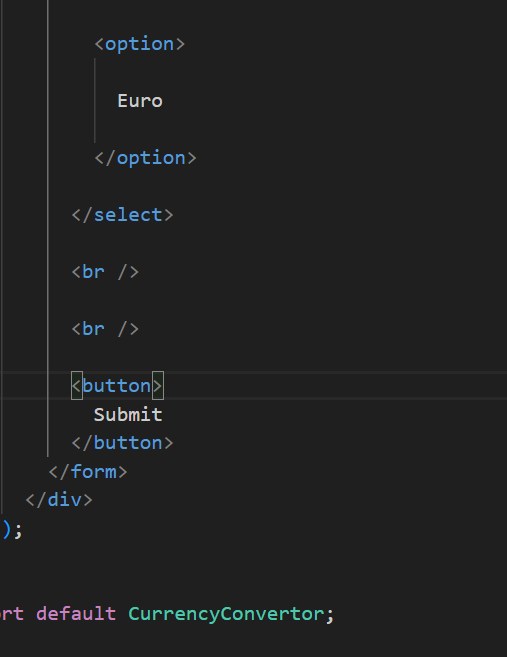 <option>
Euro
</option>
</select>
<br />
<br />
<button>
Submit
</button>
</form>
</div>
);
rt default CurrencyConvertor;